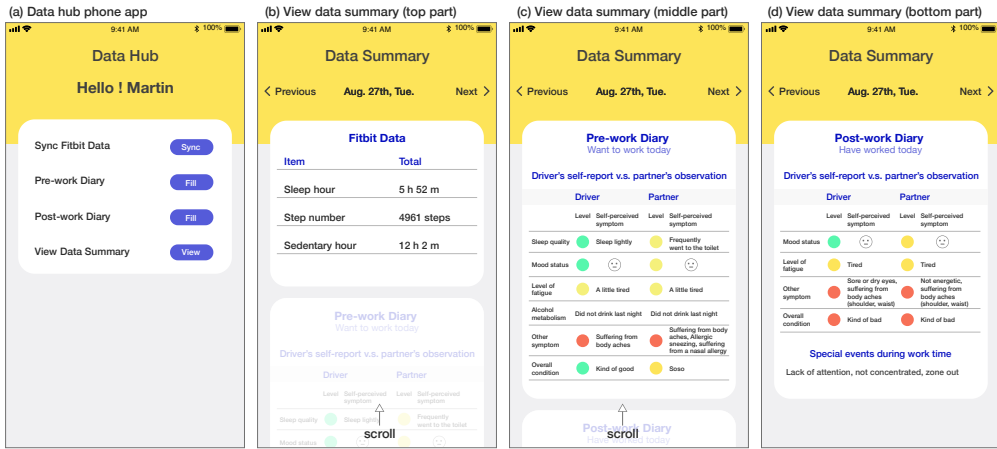 (a) Data hub phone app
9:41 AM
100%
Data Hub
Hello ! Martin
Sync Fitbit Data Sync
Pre-work Diary Fill
Post-work Diary Fill
View Data Summary View
(b) View data summary (top part)
9:41 AM
100%
Data Summary
Previous Aug. 27th, Tue. Next
Fitbit Data
Item Total
Sleep hour 5 h 52 m
Step number 4961 steps
Sedentary hour 12 h 2 m
Pre-work Diary
Want to work today
Driver's self-report v.s. partner's observation
Driver Partner
Level Self-perceived Level Self-perceived
symptom symptom
Sleep quality Sleep lightly Frequently
went to the toilet
Mood status
scroll
(c) View data summary (middle part)
9:41 AM
100%
Data Summary
Previous Aug. 27th, Tue. Next
Pre-work Diary
Want to work today
Driver's self-report v.s. partner's observation
Driver Partner
Level Self-perceived Level Self-perceived
symptom symptom
Sleep quality Sleep lightly Frequently
went to the toilet
Mood status
Level of
fatigue A little tired A little tired
Alcohol
metabolism Did not drink last night Did not drink last night
Other
symptom Suffering from
body aches Suffering from body
aches, Allergic
sneezing, suffering
from a nasal allergy
Overall
condition Kind of good Soso
Post-work Diary
Have worked today
scroll
(d) View data summary (bottom part)
9:41 AM
100%
Data Summary
Previous Aug. 27th, Tue. Next
Post-work Diary
Have worked today
Driver's self-report v.s. partner's observation
Driver Partner
Level Self-perceived Level Self-perceived
symptom symptom
Mood status
Level of
fatigue Tired Tired
Other
symptom Sore or dry eyes,
suffering from
body aches
(shoulder, waist) Not energetic,
suffering from
body aches
(shoulder, waist)
Overall
condition Kind of bad Kind of bad
Special events during work time
Lack of attention, not concentrated, zone out